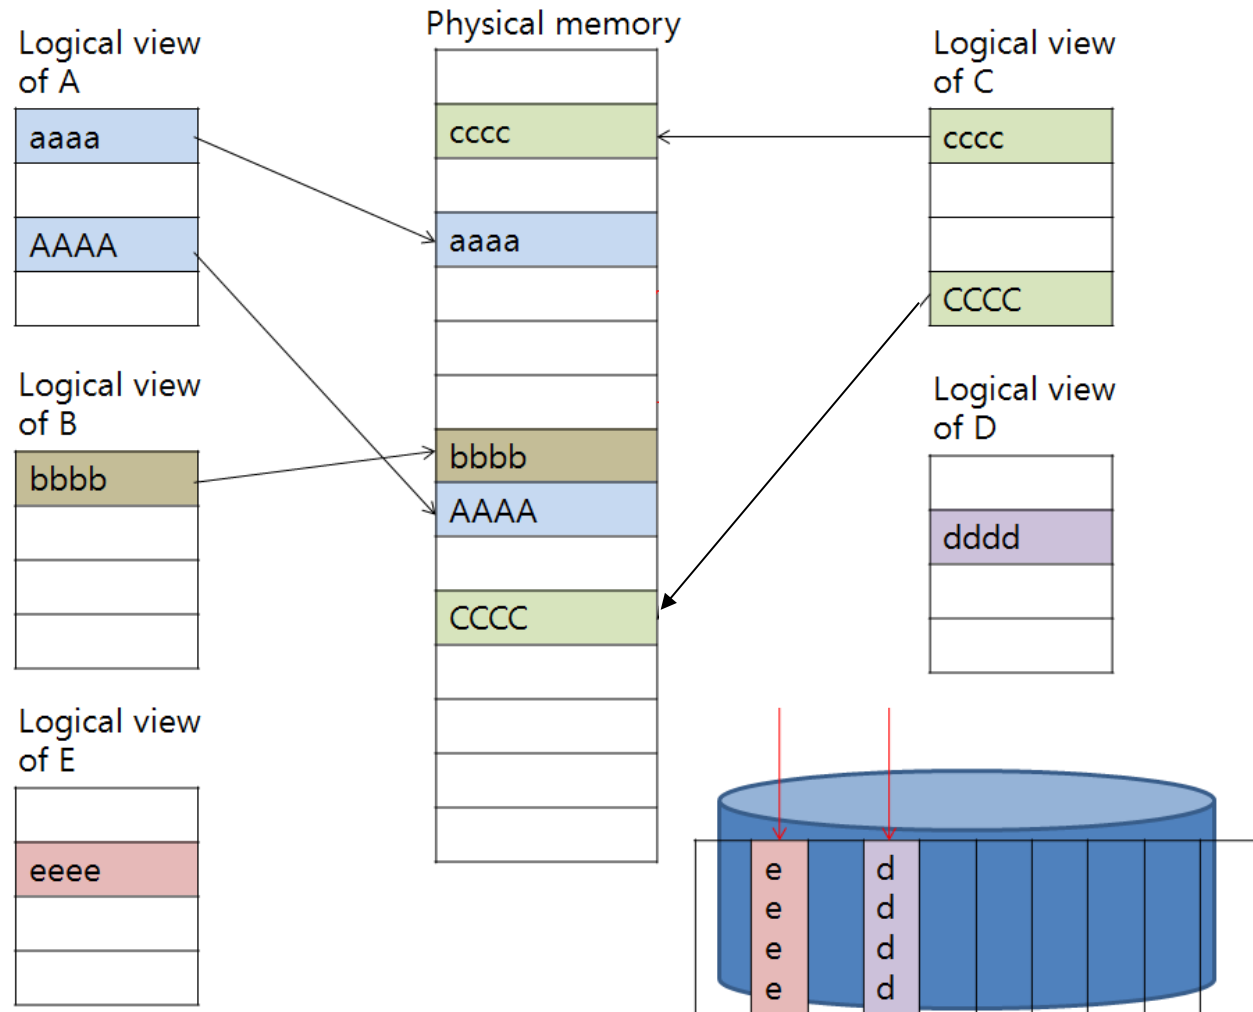 Logical view
of A
aaaa
AAAA
Logical view
of B
bbbb
Logical view
of E
eeee
Physical memory
cccc
aaaa
bbbb
AAAA
CCCC
Logical view
of C
cccc
CCCC
Logical view
of D
dddd
e
e
e
e
d
d
d
d